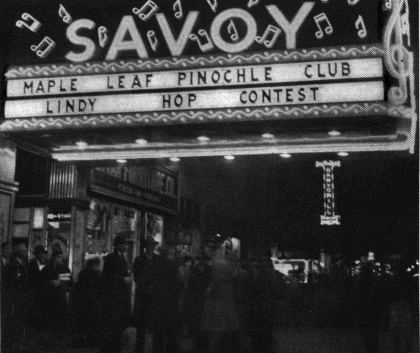 SAVOY
MAPLE LEAF PINOCHLE CLUB
LINDY HOP CONTEST